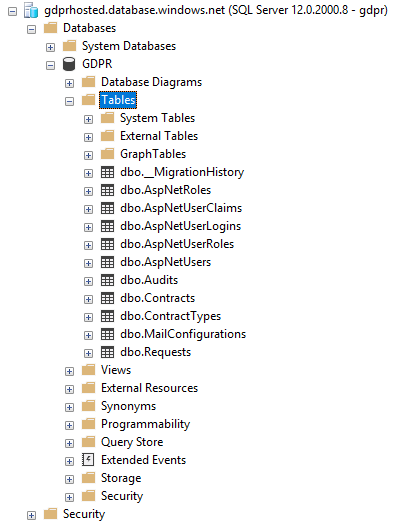 gdprhosted.database.windows.net (SQL Server 12.0.2000.8 - gdpr)
Databases
System Databases
GDPR
Database Diagrams
Tables
System Tables
External Tables
GraphTables
dbo.__MigrationHistory
dbo.AspNetRoles
dbo.AspNetUserClaims
dbo.AspNetUserLogins
dbo.AspNetUserRoles
dbo.AspNetUsers
dbo.Audits
dbo.Contracts
dbo.ContractTypes
dbo.MailConfigurations
dbo.Requests
Views
External Resources
Synonyms
Programmability
Query Store
Extended Events
Storage
Security
Security